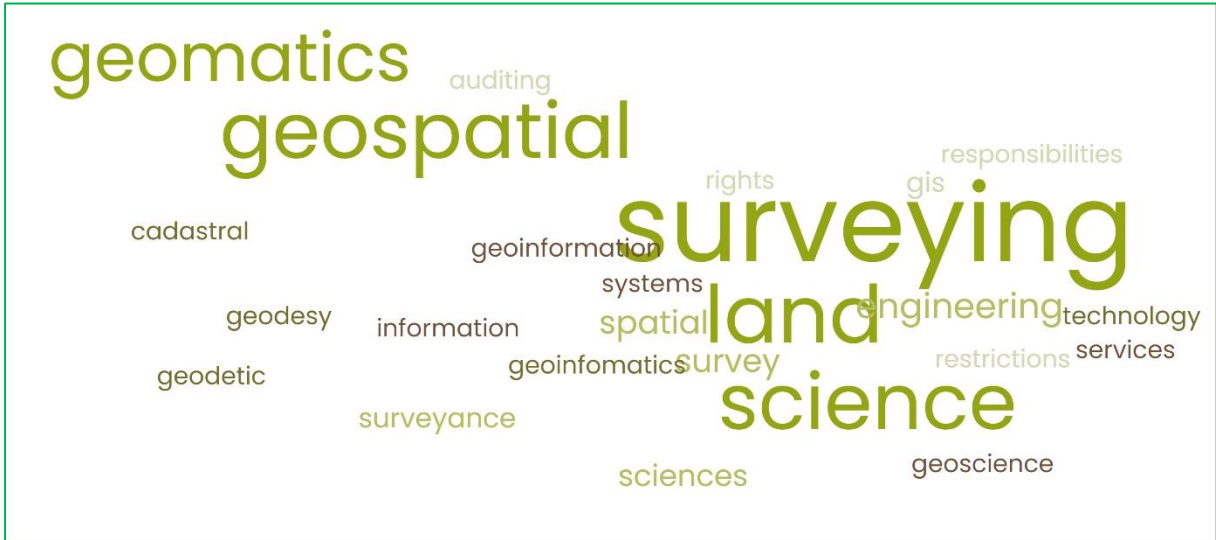 geomatics
auditing
geospatial
responsibilities
rights
gis
surveying
cadastral
geoinformation
systems
land
engineering
technology
geodesy
information
spatial
services
geoinfomatics
survey
restrictions
geodetic
science
surveyance
geoscience
sciences